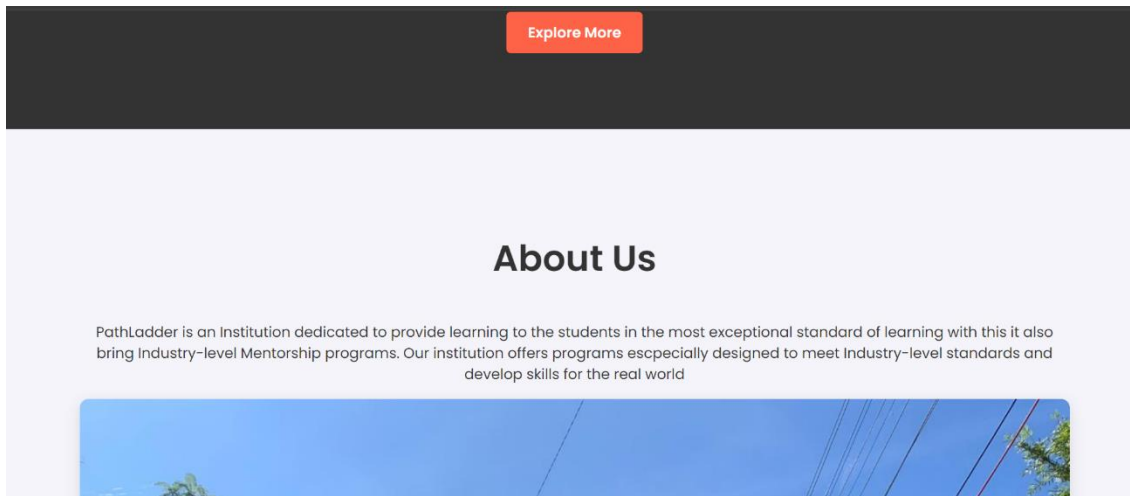 Explore More
About Us
PathLadder is an Institution dedicated to provide learning to the students in the most exceptional standard of learning with this it also
bring Industry-level Mentorship programs. Our institution offers programs escpecially designed to meet Industry-level standards and
develop skills for the real world